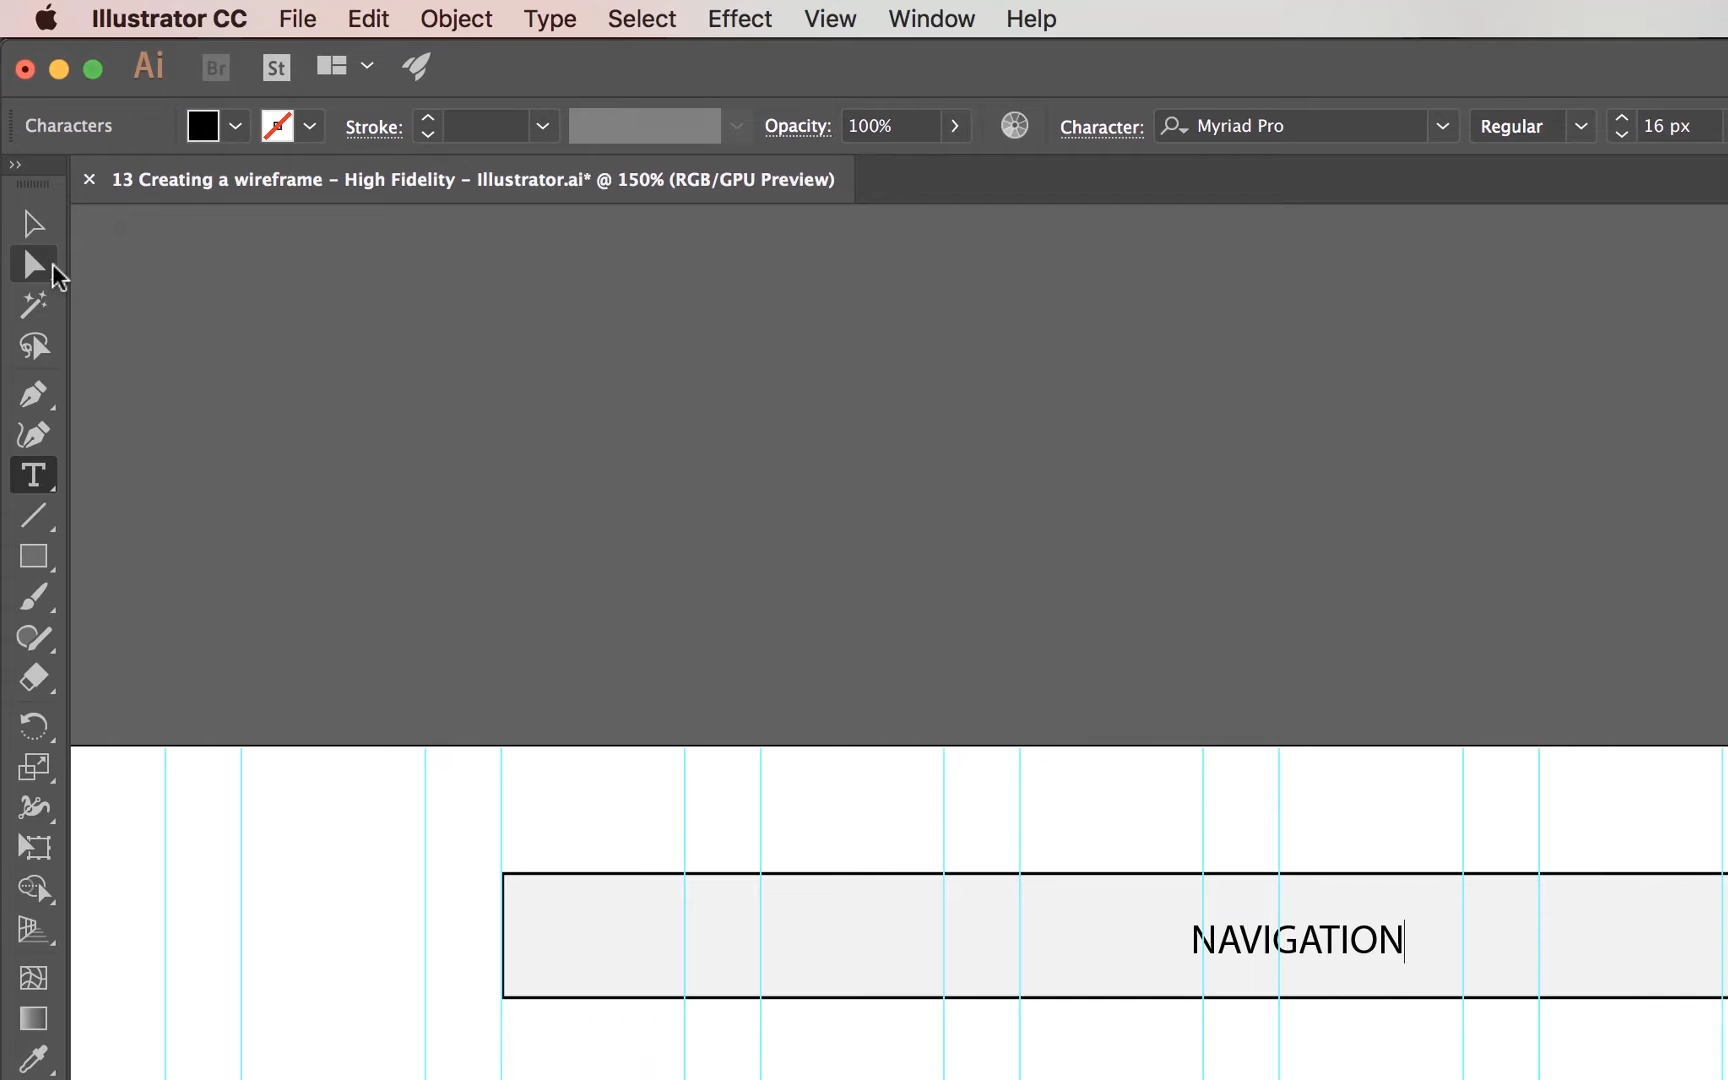 Illustrator CC File Edit Object Type Select Effect View Window Help
Ai Br St
Characters Stroke: Opacity: 100% Character: Myriad Pro Regular 16 px
13 Creating a wireframe – High Fidelity – Illustrator.ai* @ 150% (RGB/GPU Preview)
T
NAVIGATION